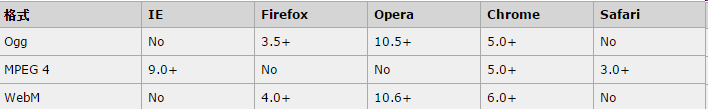 格式 IE Firefox Opera Chrome Safari
Ogg No 3.5+ 10.5+ 5.0+ No
MPEG 4 9.0+ No No 5.0+ 3.0+
WebM No 4.0+ 10.6+ 6.0+ No